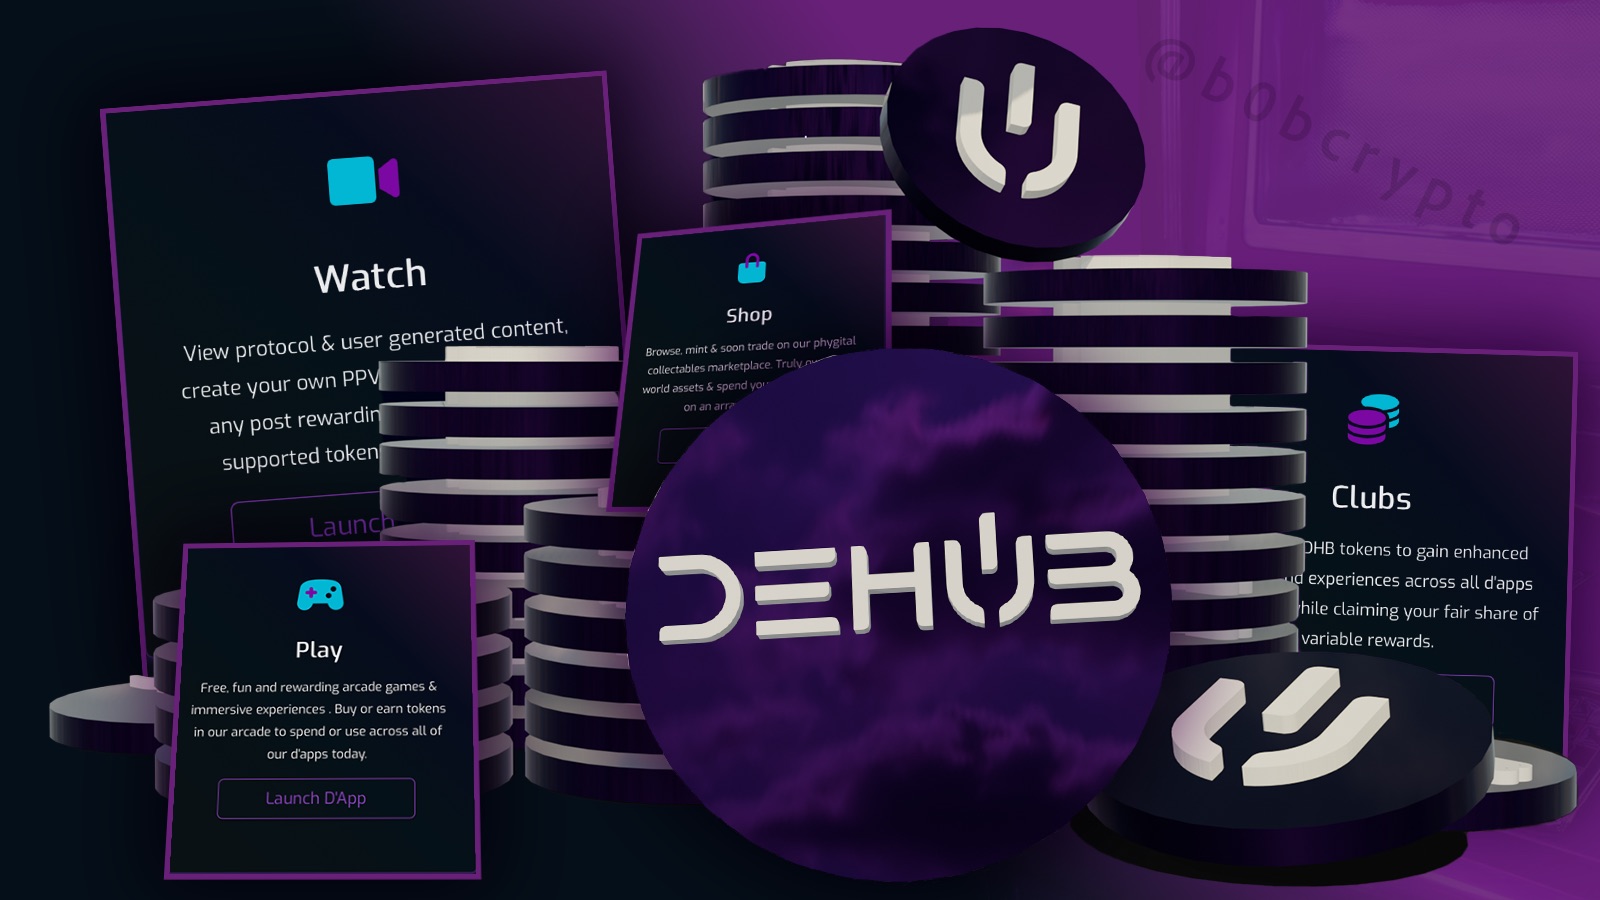 @b0bcrypto
Watch
View protocol & user generated content,
create your own PPV
any post rewardin
supported token
Launch
Shop
Browse, mint & soon trade on our phygital
collectables marketplace. Truly
world assets & spend you
on an
Play
Free, fun and rewarding arcade games &
immersive experiences . Buy or earn tokens
in our arcade to spend or use across all of
our d'apps today.
Launch D'App
DEHUB
Clubs
DHB tokens to gain enhanced
experiences across all d'apps
while claiming your fair share of
variable rewards.